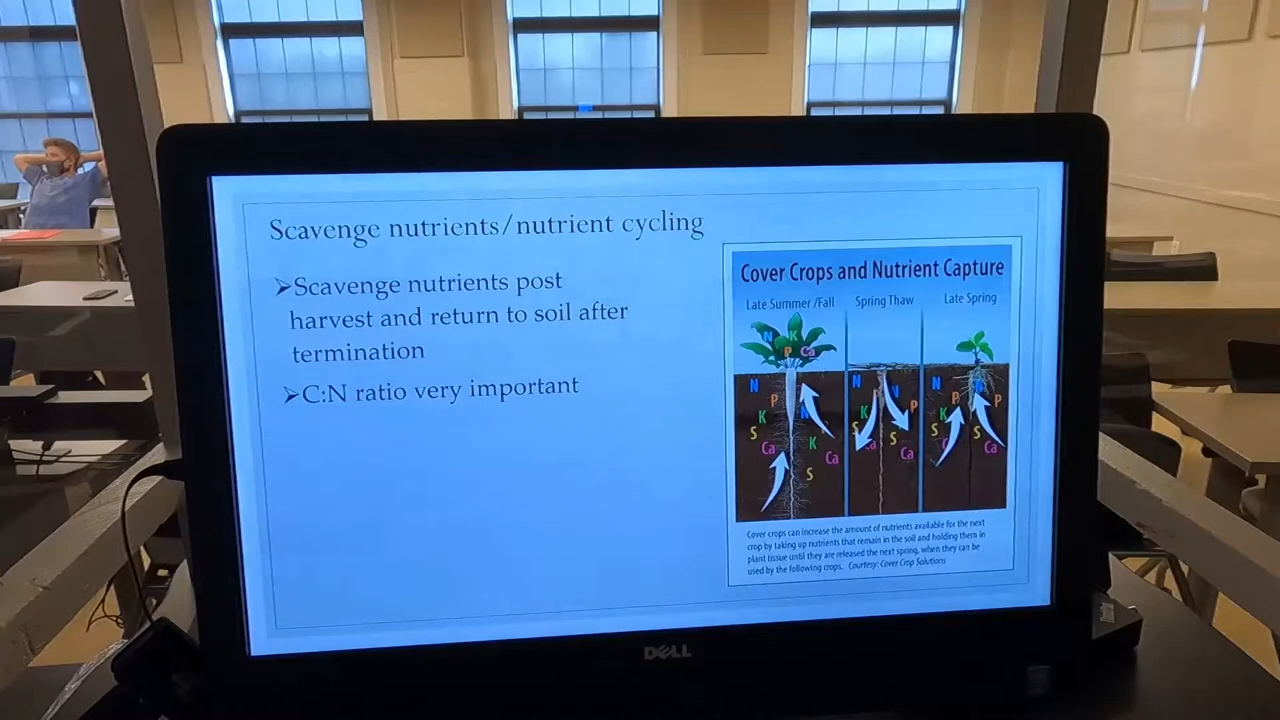 Scavenge nutrients/nutrient cycling
➢Scavenge nutrients post
harvest and return to soil after
termination
➢C:N ratio very important
Cover Crops and Nutrient Capture
Late Summer/Fall
Spring Thaw
Late Spring
N K
P Ca
N
P
K
S
Ca
N
K
Ca
S
N
N
P
K
S
S
Ca
N
N
P
P
K
S
S
Ca
Cover crops can increase the amount of nutrients available for the next
crop by taking up nutrients that remain in the soil and holding them in
plant tissue until they are released the next spring, when they can be
used by the following crops. Courtesy: Cover Crop Solutions
DELL